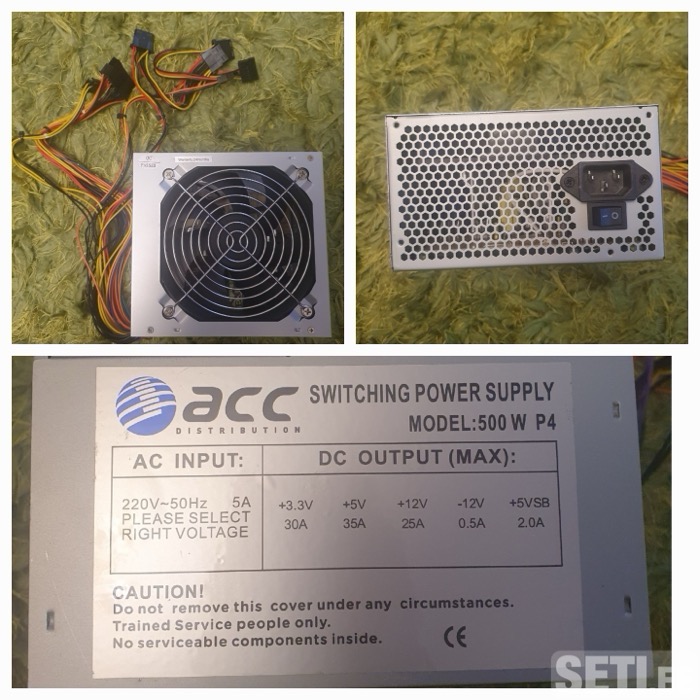 acc
DISTRIBUTION
SWITCHING POWER SUPPLY
MODEL:500 W P4
AC INPUT:
DC OUTPUT (MAX):
220V~50Hz 5A
PLEASE SELECT
RIGHT VOLTAGE
+3.3V +5V +12V -12V +5VSB
30A 35A 25A 0.5A 2.0A
CAUTION!
Do not remove this cover under any circumstances.
Trained Service people only.
No serviceable components inside.
CE